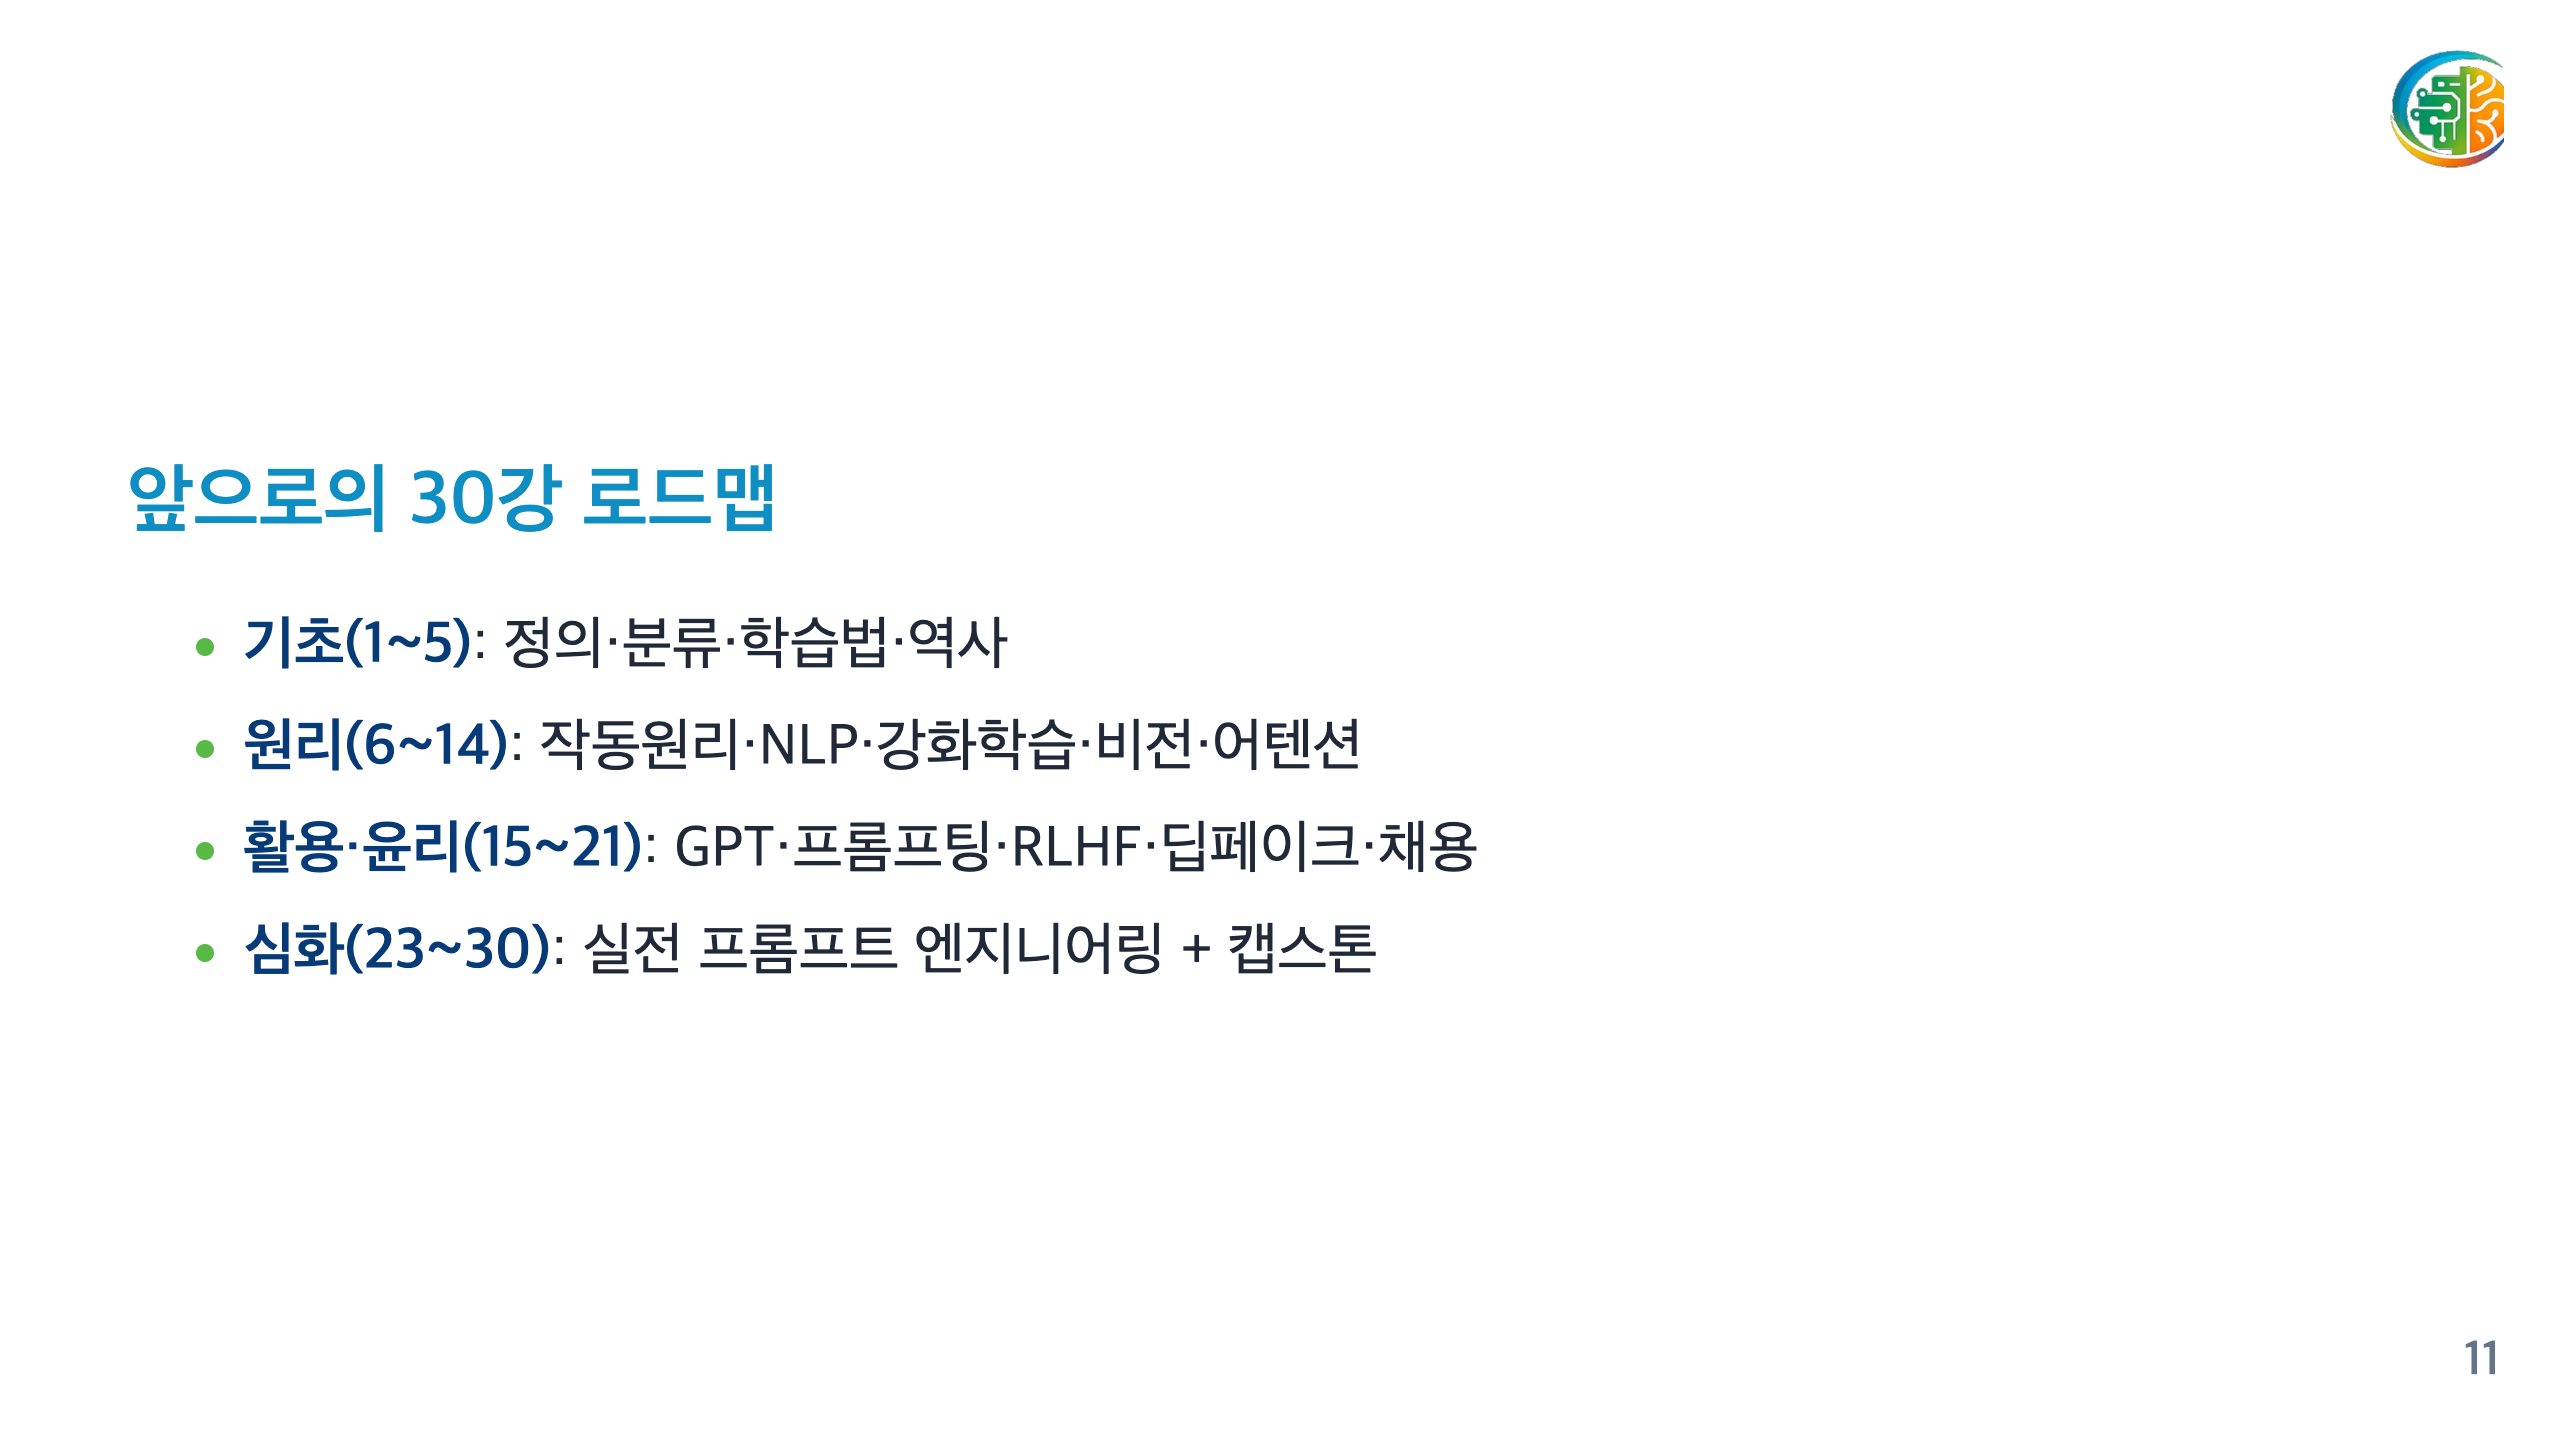 앞으로의 30강 로드맵
기초(1~5): 정의·분류·학습법·역사
원리(6~14): 작동원리·NLP·강화학습·비전·어텐션
활용·윤리(15~21): GPT·프롬프팅·RLHF·딥페이크·채용
심화(23~30): 실전 프롬프트 엔지니어링 + 캡스톤
11